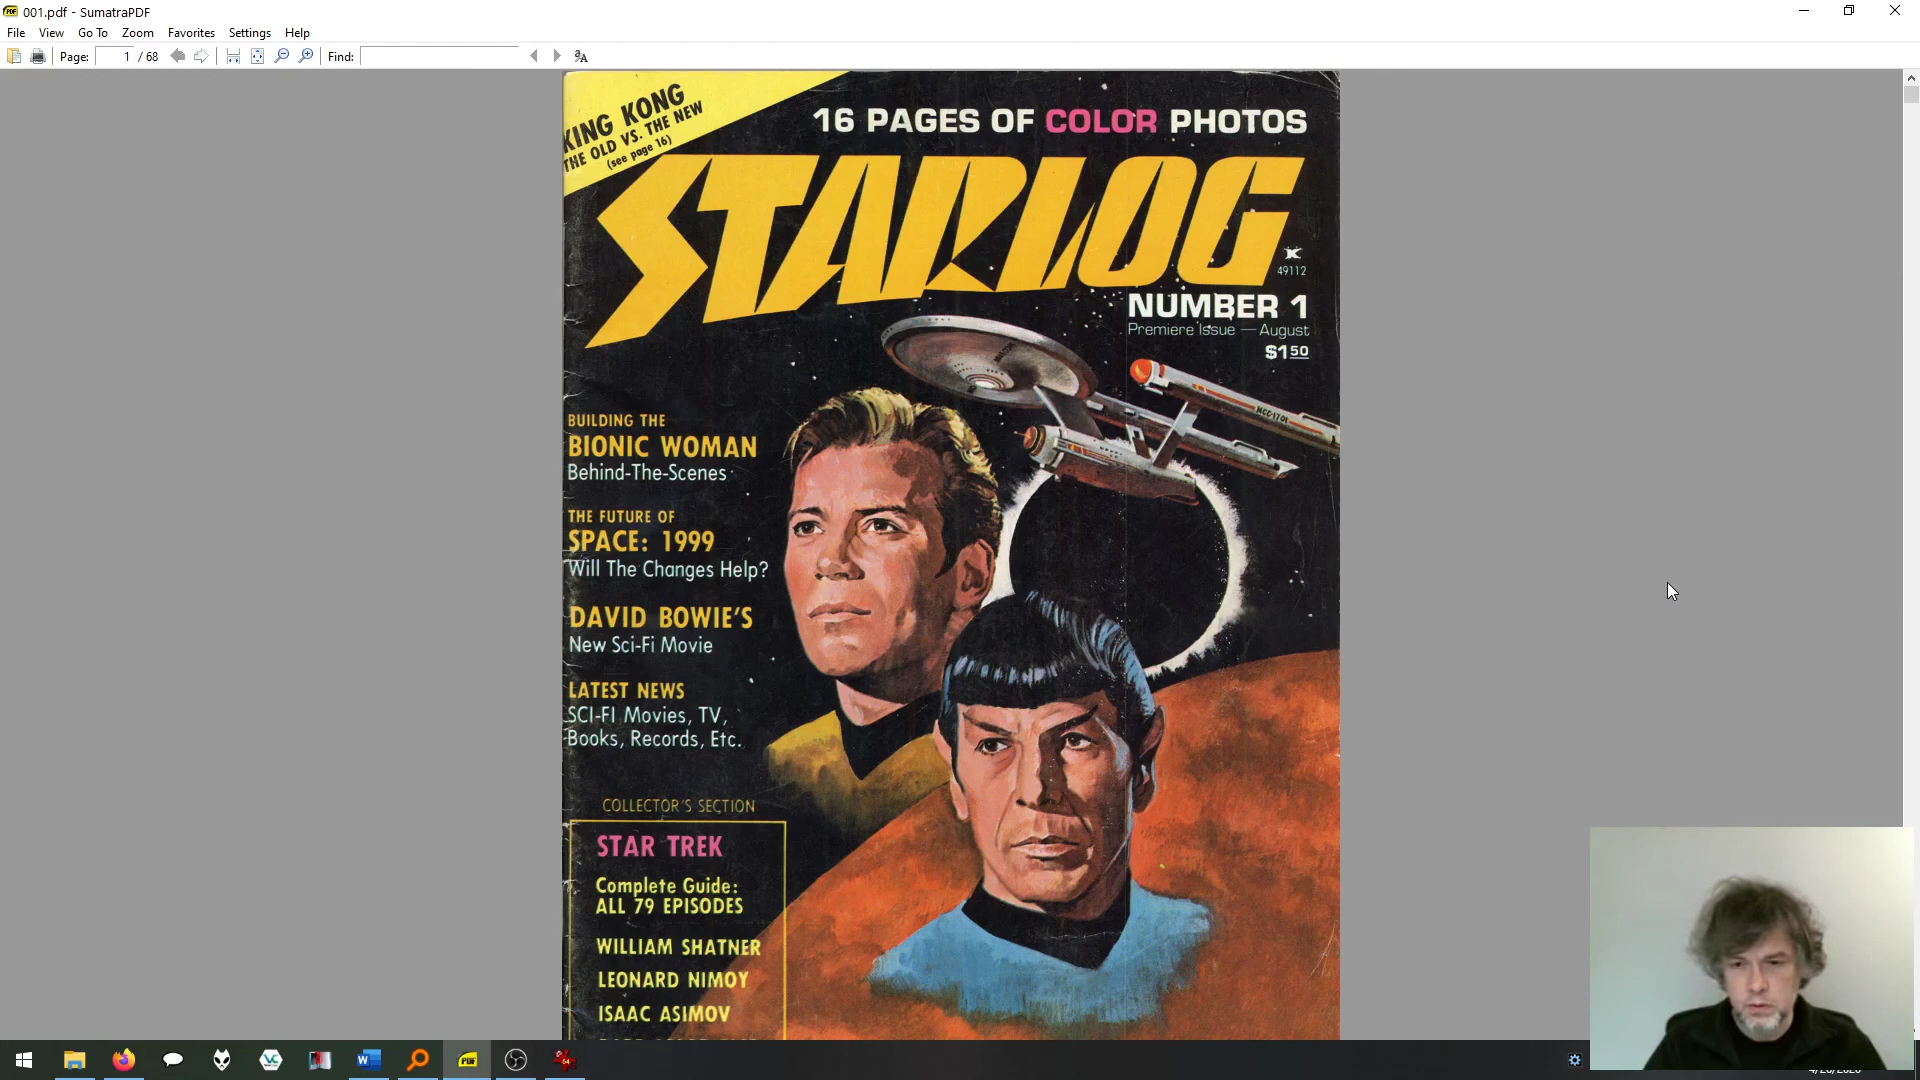 001.pdf - SumatraPDF
File View Go To Zoom Favorites Settings Help
Page: 1 / 68 Find:
KING KONG
THE OLD VS. THE NEW
(see page 16)
16 PAGES OF COLOR PHOTOS
STARLOG
49112
NUMBER 1
Premiere Issue — August
$150
NCC-1701
BUILDING THE
BIONIC WOMAN
Behind-The-Scenes
THE FUTURE OF
SPACE: 1999
Will The Changes Help?
DAVID BOWIE'S
New Sci-Fi Movie
LATEST NEWS
SCI-FI Movies, TV,
Books, Records, Etc.
COLLECTOR'S SECTION
STAR TREK
Complete Guide:
ALL 79 EPISODES
WILLIAM SHATNER
LEONARD NIMOY
ISAAC ASIMOV